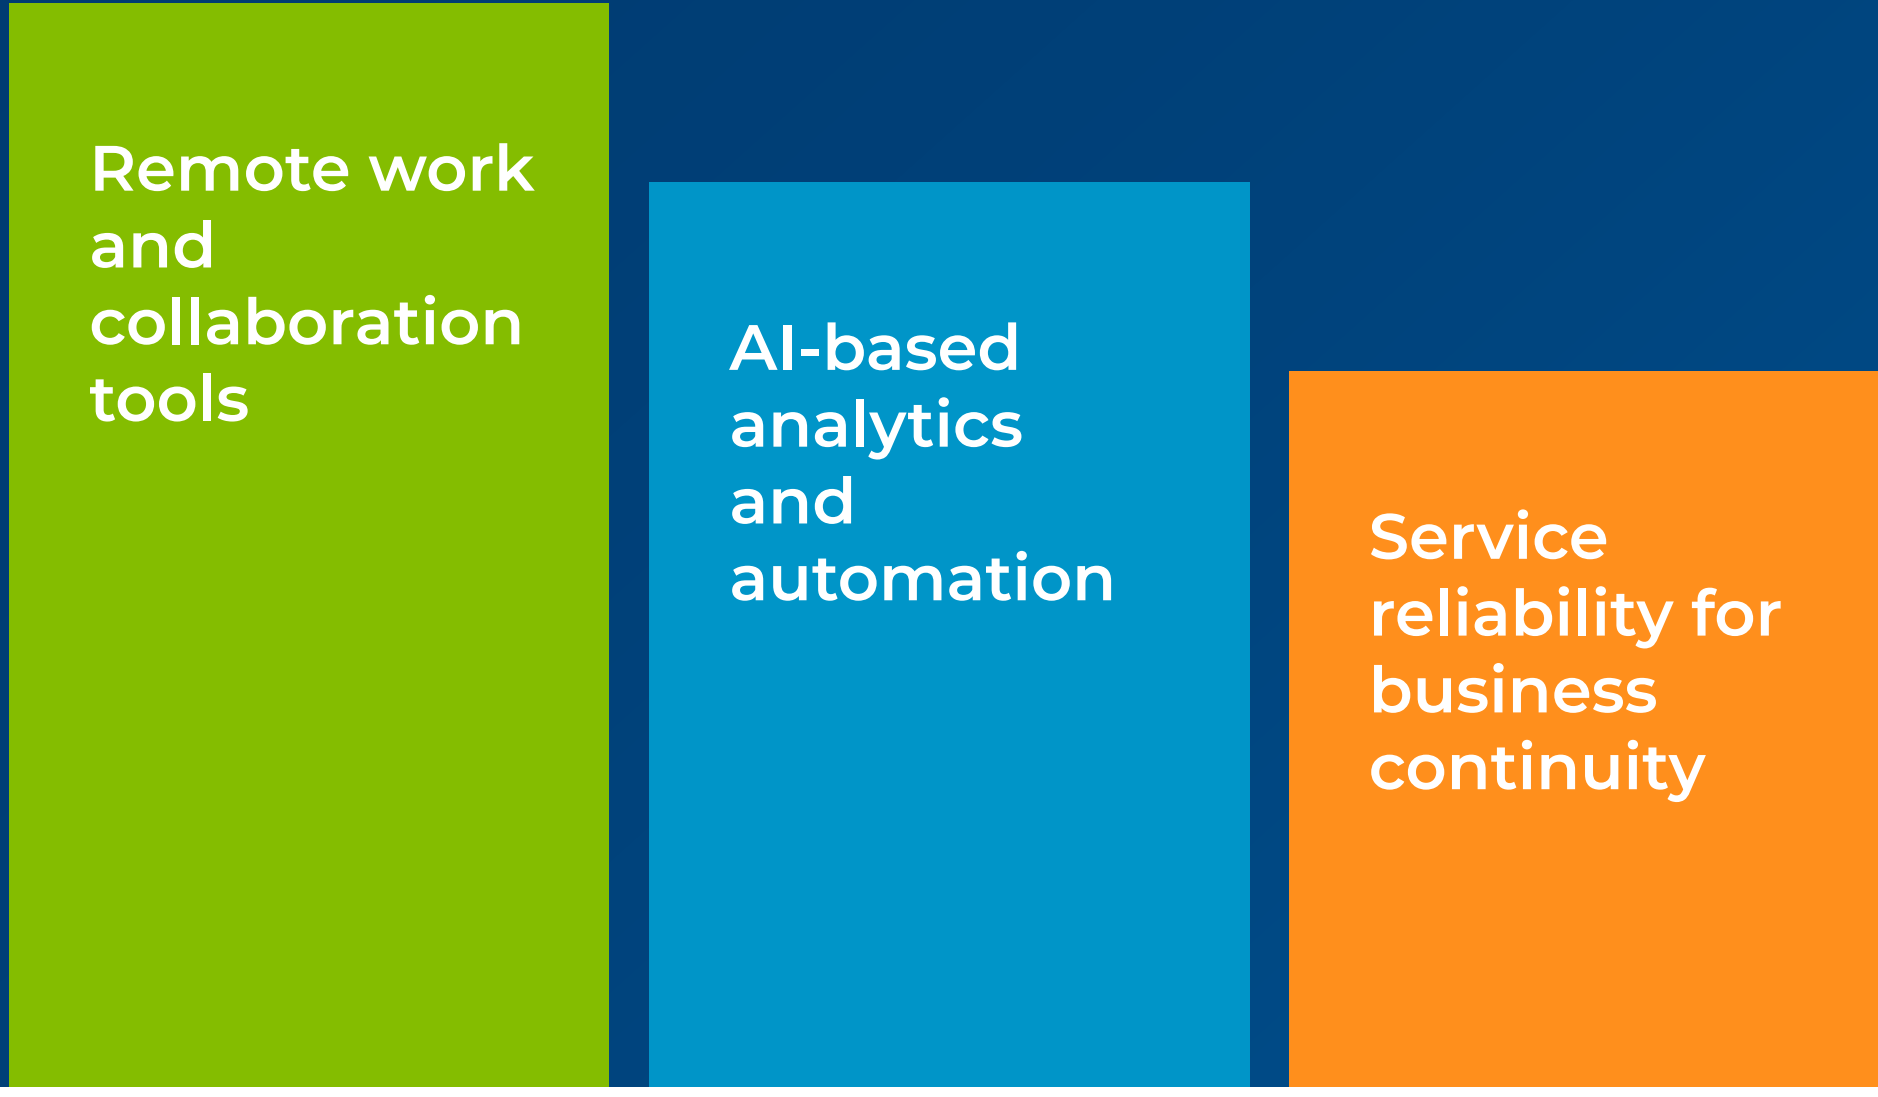 Remote work
and
collaboration
tools
AI-based
analytics
and
automation
Service
reliability for
business
continuity